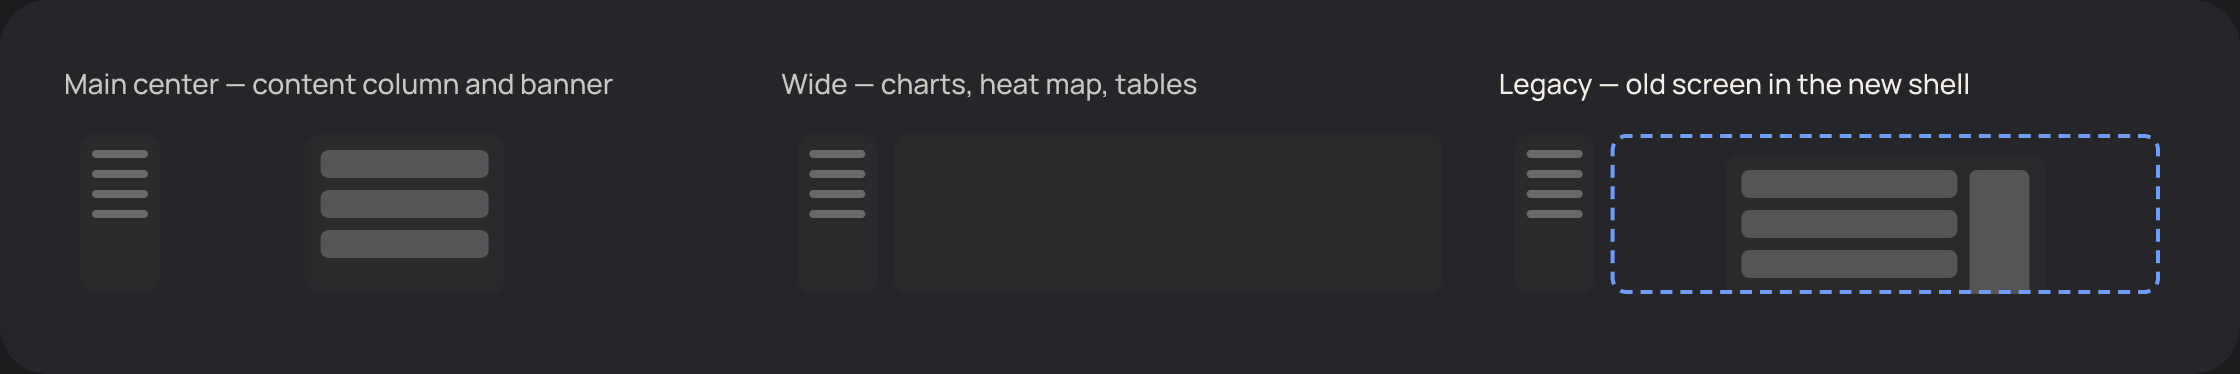 Main center — content column and banner
Wide — charts, heat map, tables
Legacy — old screen in the new shell